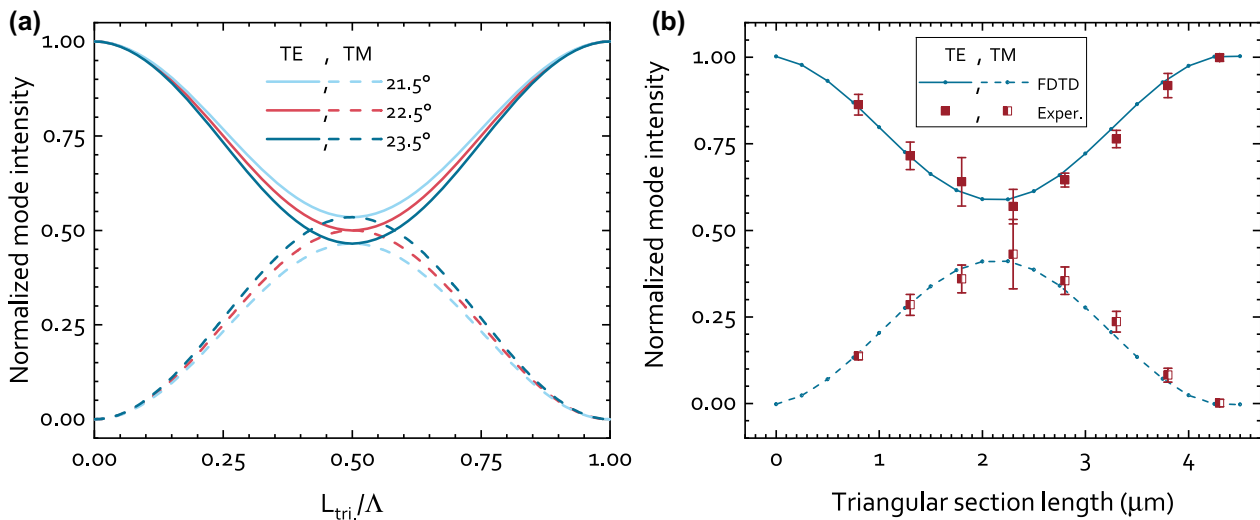 (a)
Normalized mode intensity
1.00
0.75
0.50
0.25
0.00
TE , TM
21.5°
22.5°
23.5°
0.00 0.25 0.50 0.75 1.00
L_tri./Λ
(b)
Normalized mode intensity
1.00
0.75
0.50
0.25
0.00
TE , TM
FDTD
Exper.
0 1 2 3 4
Triangular section length (μm)